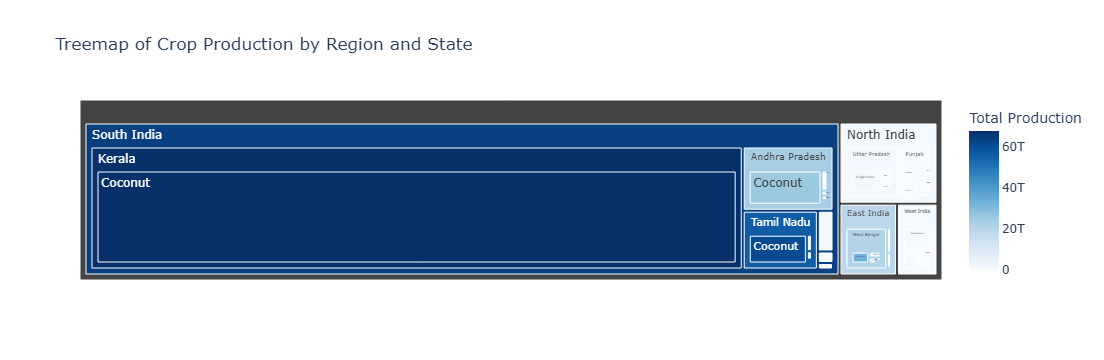 Treemap of Crop Production by Region and State
Total Production
60T
40T
20T
0
South India
Kerala
Coconut
Andhra Pradesh
Coconut
Tamil Nadu
Coconut
North India
Uttar Pradesh
Sugarcane
Punjab
East India
West Bengal
West India